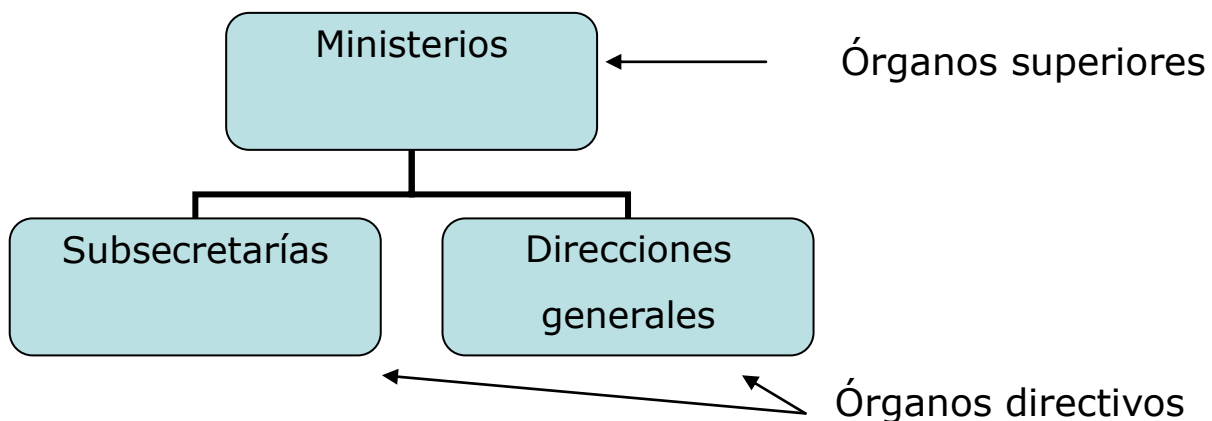 Ministerios
Órganos superiores
Subsecretarías
Direcciones
generales
Órganos directivos